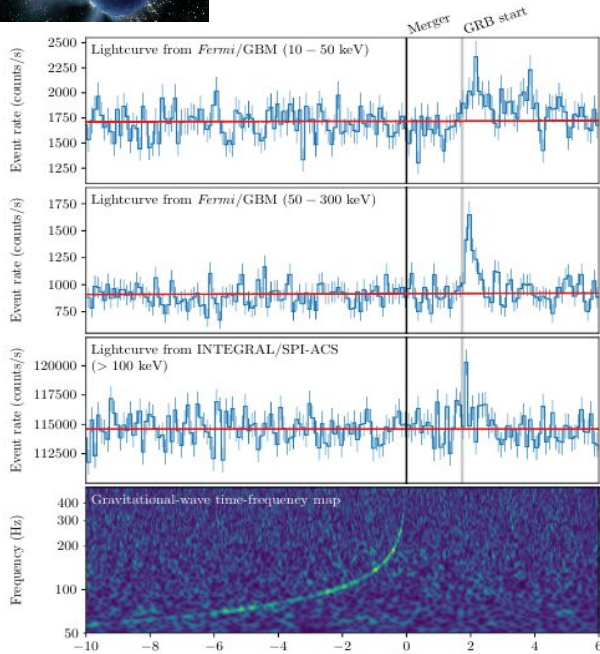 Merger GRB start
2500
Lightcurve from Fermi/GBM (10 − 50 keV)
2250
2000
1750
1500
1250
Event rate (counts/s)
1750
Lightcurve from Fermi/GBM (50 − 300 keV)
1500
1250
1000
750
Event rate (counts/s)
Lightcurve from INTEGRAL/SPI-ACS
(> 100 keV)
120000
117500
115000
112500
Event rate (counts/s)
Gravitational-wave time-frequency map
400
300
200
100
50
Frequency (Hz)
−10 −8 −6 −4 −2 0 2 4 6